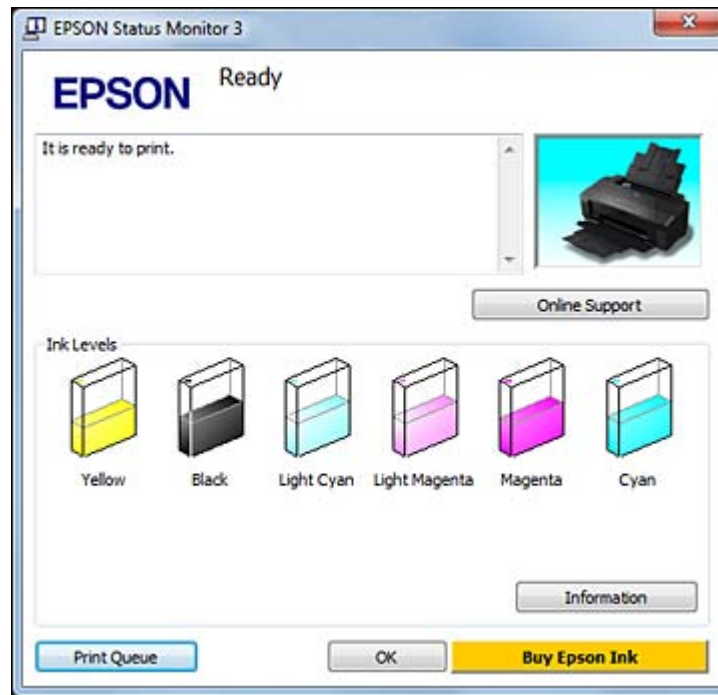 EPSON Status Monitor 3
EPSON Ready
It is ready to print.
Online Support
Ink Levels
Yellow Black Light Cyan Light Magenta Magenta Cyan
Information
Print Queue OK Buy Epson Ink